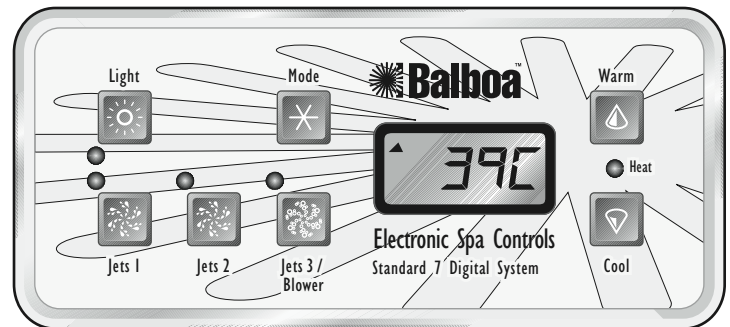 Light
Mode
Balboa™
Warm
39C
Heat
Jets 1
Jets 2
Jets 3 /
Blower
Electronic Spa Controls
Standard 7 Digital System
Cool